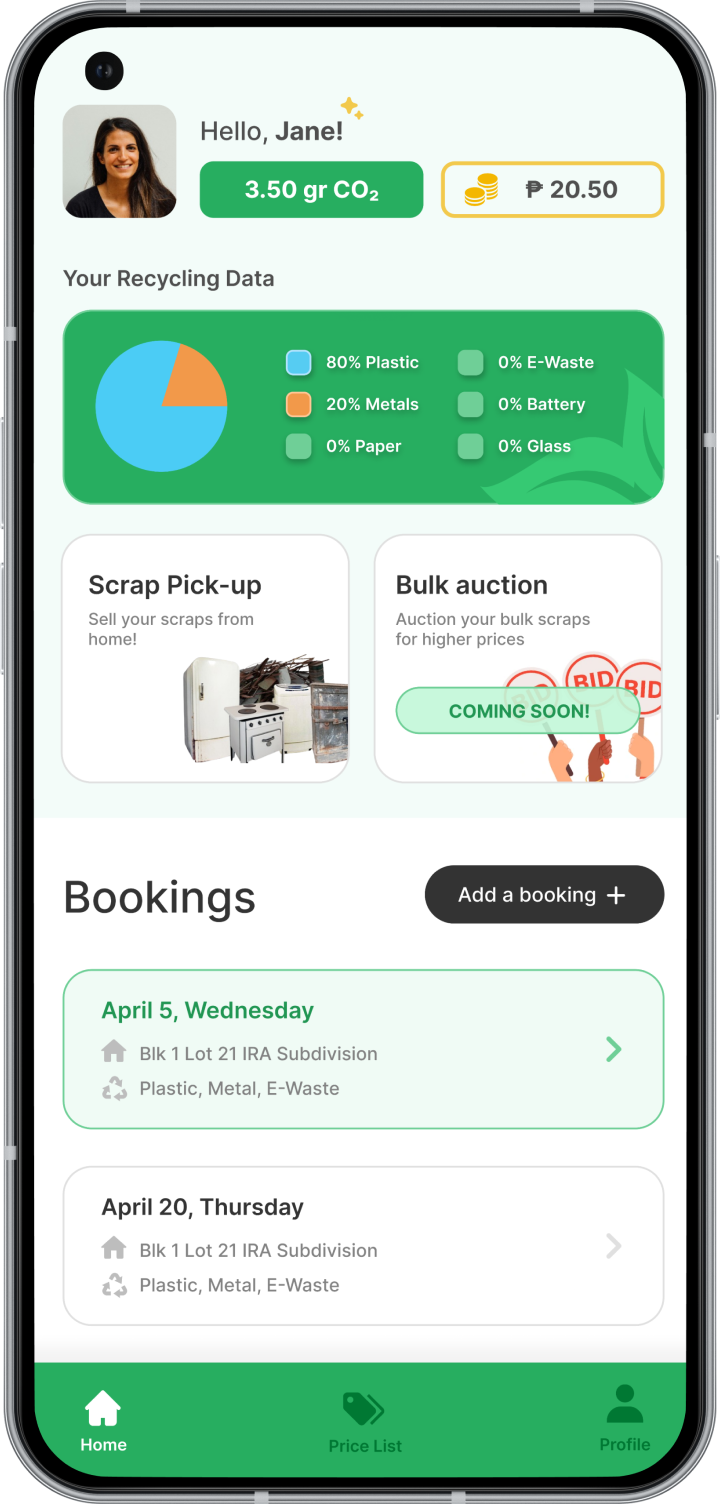 Hello, Jane!
3.50 gr CO₂
₱ 20.50
Your Recycling Data
80% Plastic
0% E-Waste
20% Metals
0% Battery
0% Paper
0% Glass
Scrap Pick-up
Sell your scraps from
home!
Bulk auction
Auction your bulk scraps
for higher prices
BID
BID
BID
COMING SOON!
Bookings
Add a booking +
April 5, Wednesday
Blk 1 Lot 21 IRA Subdivision
Plastic, Metal, E-Waste
April 20, Thursday
Blk 1 Lot 21 IRA Subdivision
Plastic, Metal, E-Waste
Home
Price List
Profile